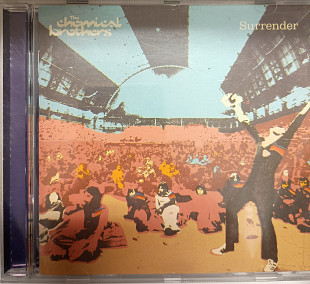 The
chemical
brothers
Surrender